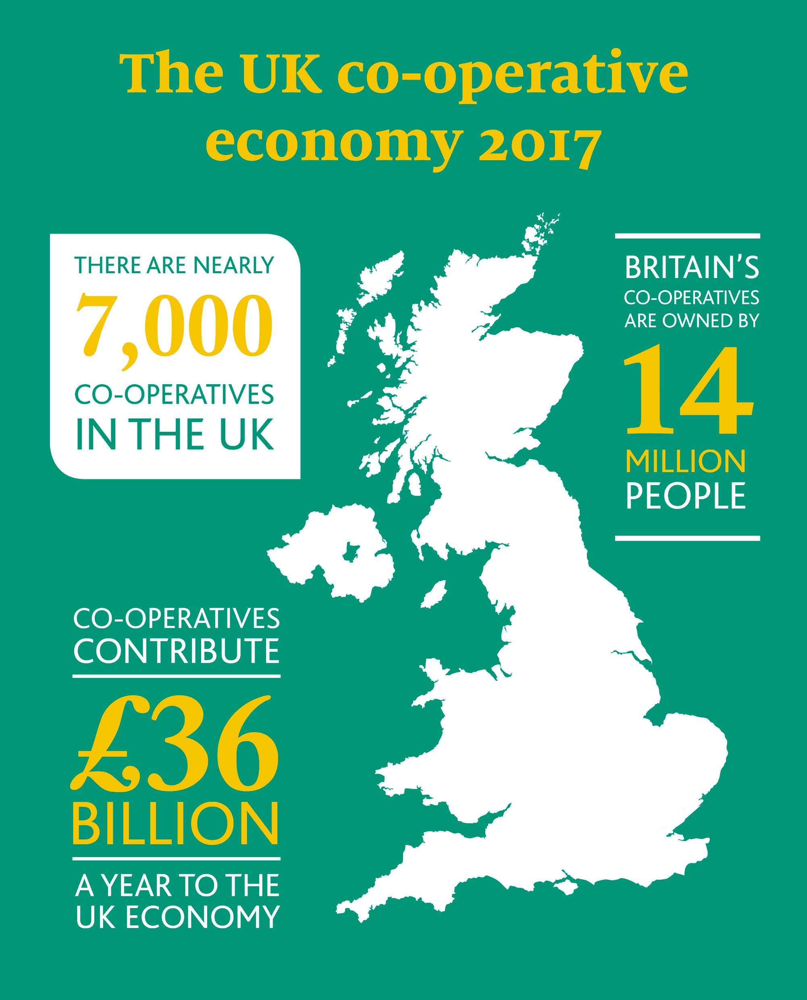 The UK co-operative
economy 2017
THERE ARE NEARLY
7,000
CO-OPERATIVES
IN THE UK
BRITAIN'S
CO-OPERATIVES
ARE OWNED BY
14
MILLION
PEOPLE
CO-OPERATIVES
CONTRIBUTE
£36
BILLION
A YEAR TO THE
UK ECONOMY